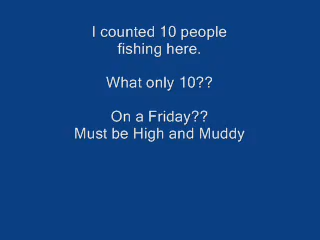 I counted 10 people
fishing here.
What only 10??
On a Friday??
Must be High and Muddy